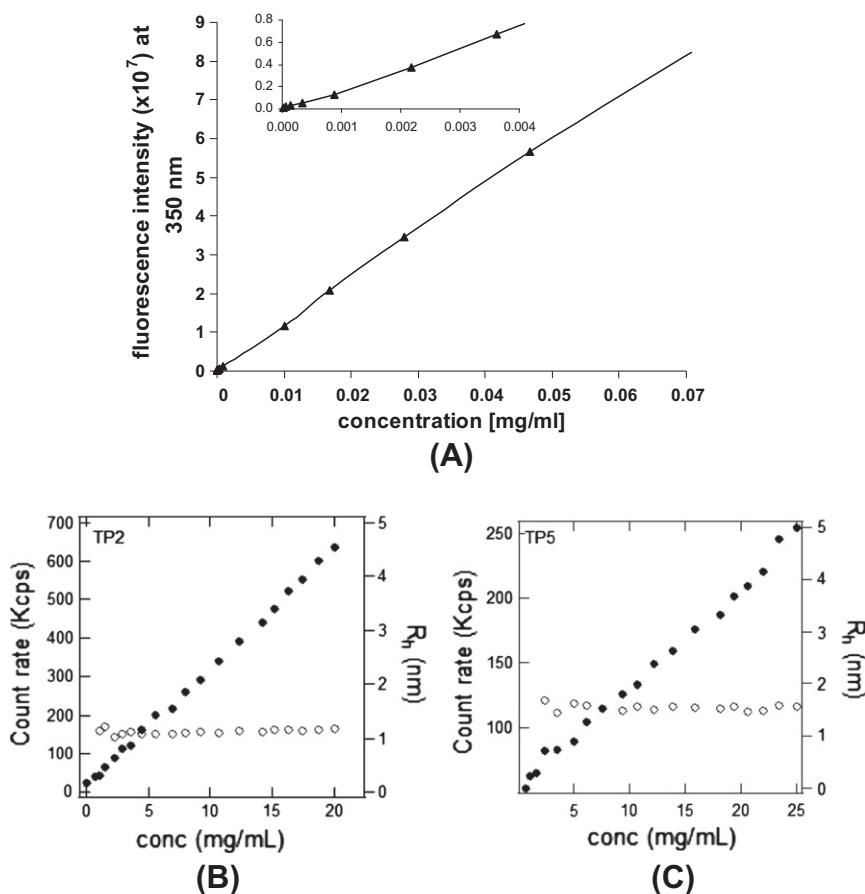 fluorescence intensity (x10⁷) at
350 nm
9
8
7
6
5
4
3
2
1
0
0.8
0.6
0.4
0.2
0.0
0.000 0.001 0.002 0.003 0.004
0 0.01 0.02 0.03 0.04 0.05 0.06 0.07
concentration [mg/ml]
(A)
TP2
Count rate (Kcps)
700
600
500
400
300
200
100
0
5
4
3
2
1
0
Rh (nm)
0 5 10 15 20
conc (mg/mL)
(B)
TP5
Count rate (Kcps)
250
200
150
100
5
4
3
2
1
0
Rh (nm)
5 10 15 20 25
conc (mg/mL)
(C)